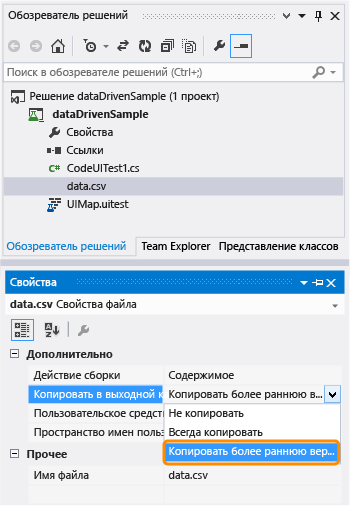 Обозреватель решений
Поиск в обозревателе решений (Ctrl+;)
Решение dataDrivenSample (1 проект)
dataDrivenSample
Свойства
Ссылки
C# CodeUITest1.cs
data.csv
UIMap.uitest
Обозреватель решений Team Explorer Представление классов
Свойства
data.csv Свойства файла
Дополнительно
Действие сборки Содержимое
Копировать в выходной к Копировать более раннюю в...
Пользовательское средст Не копировать
Пространство имен польз Всегда копировать
Копировать более раннюю вер...
Прочее
Имя файла data.csv